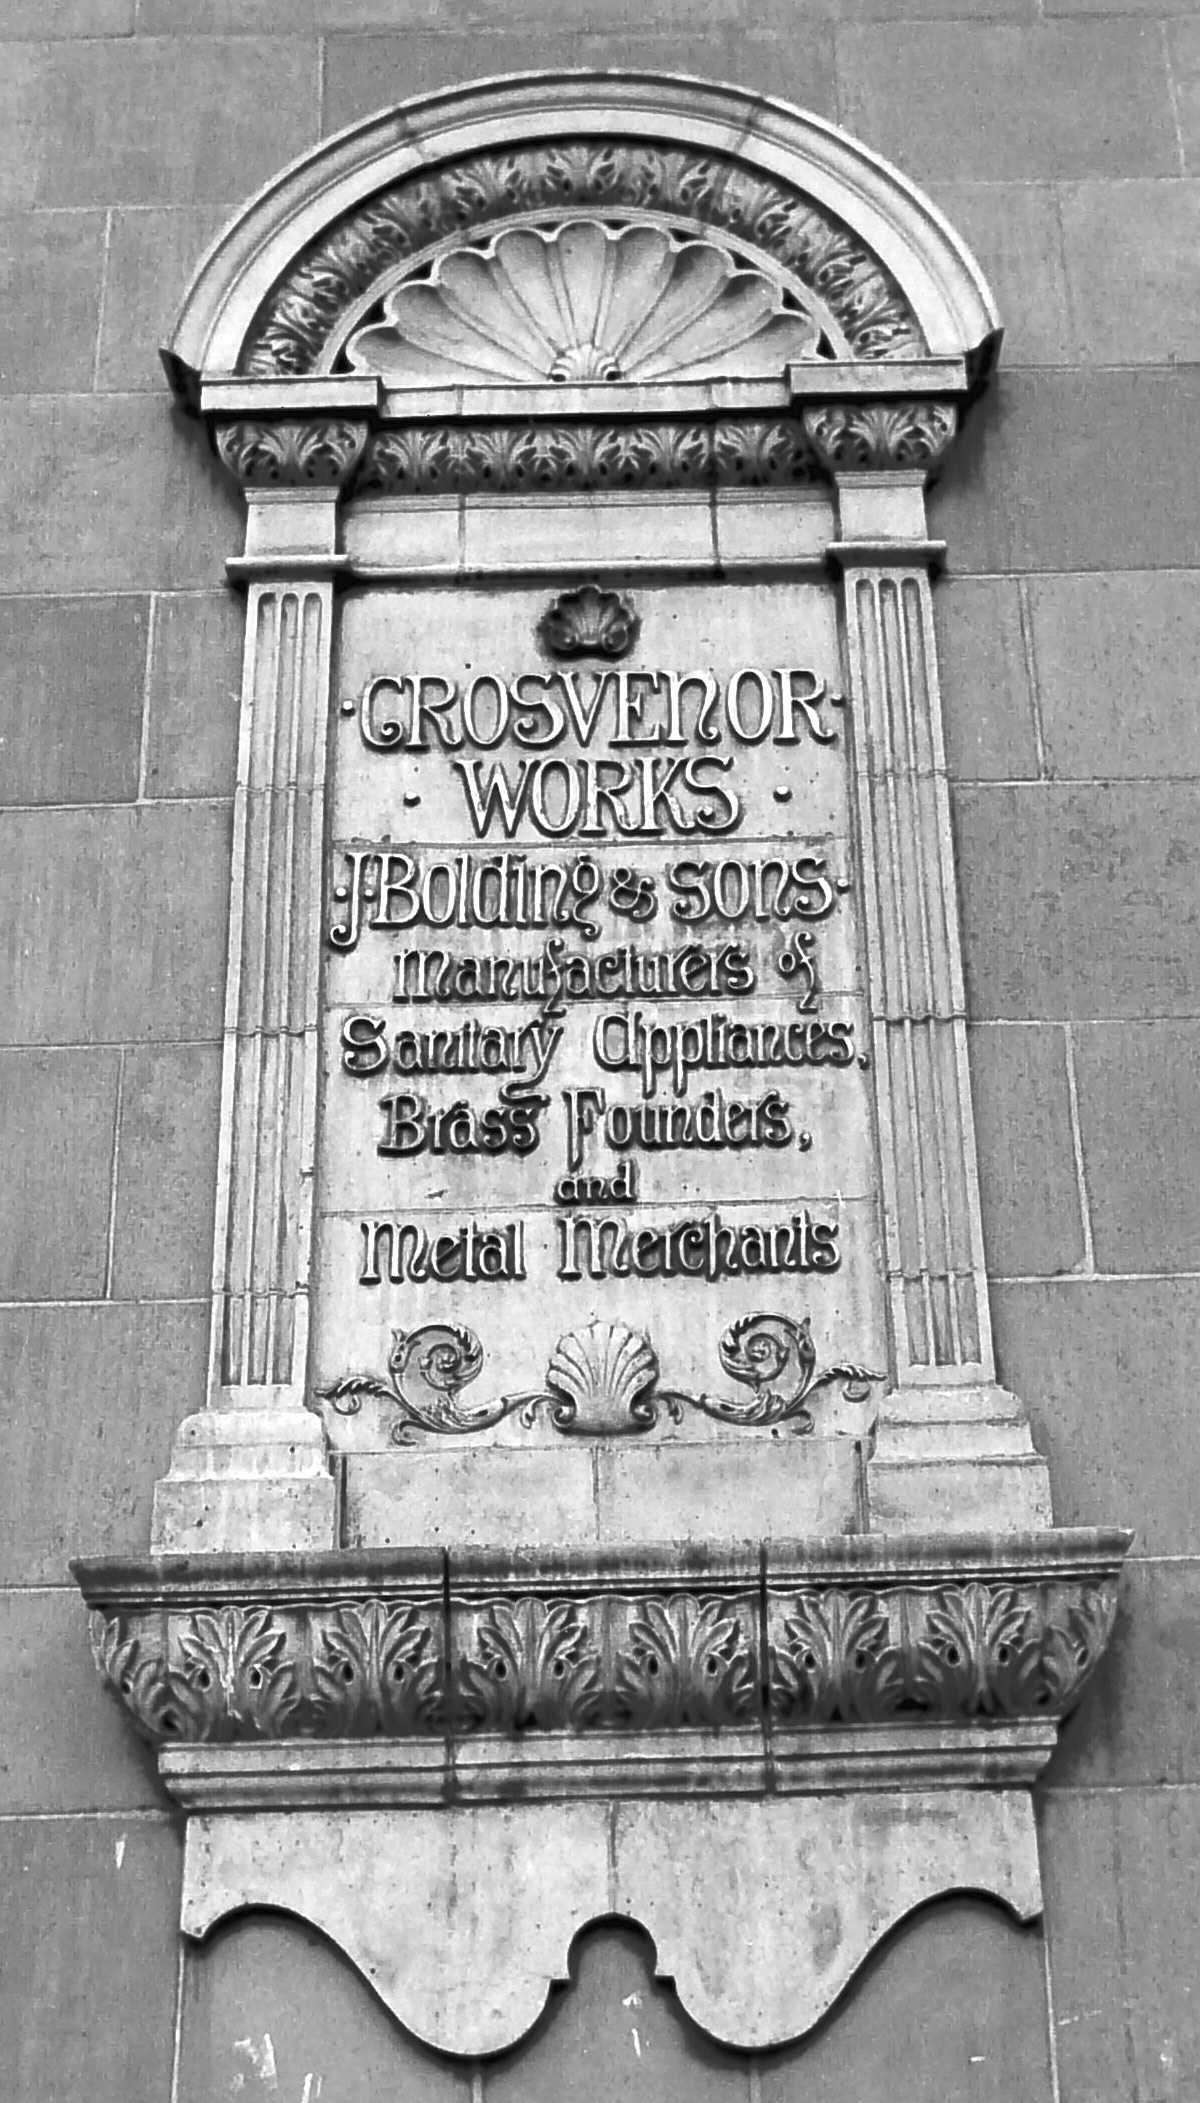 ·GROSVENOR·
· WORKS ·
·J·Bolding & Sons·
Manufacturers of
Sanitary Appliances,
Brass Founders,
and
Metal Merchants